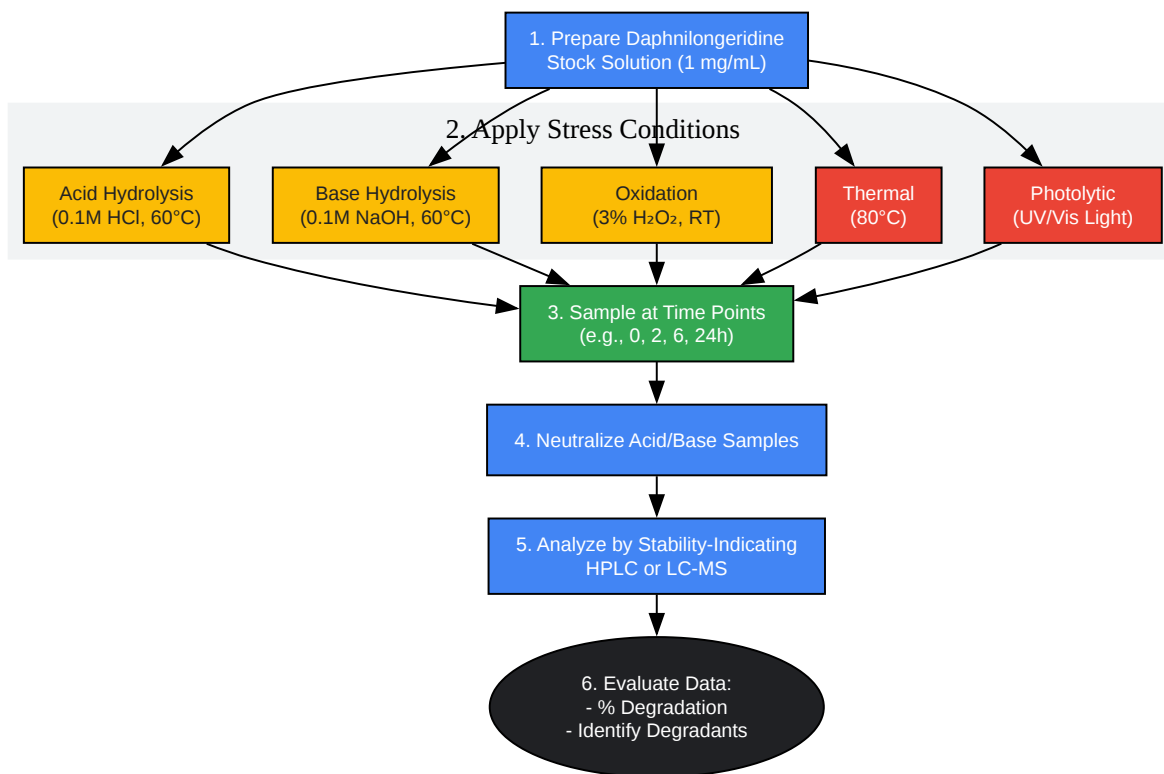 1. Prepare Daphnilongeridine
Stock Solution (1 mg/mL)
2. Apply Stress Conditions
Acid Hydrolysis
(0.1M HCl, 60°C)
Base Hydrolysis
(0.1M NaOH, 60°C)
Oxidation
(3% H₂O₂, RT)
Thermal
(80°C)
Photolytic
(UV/Vis Light)
3. Sample at Time Points
(e.g., 0, 2, 6, 24h)
4. Neutralize Acid/Base Samples
5. Analyze by Stability-Indicating
HPLC or LC-MS
6. Evaluate Data:
- % Degradation
- Identify Degradants